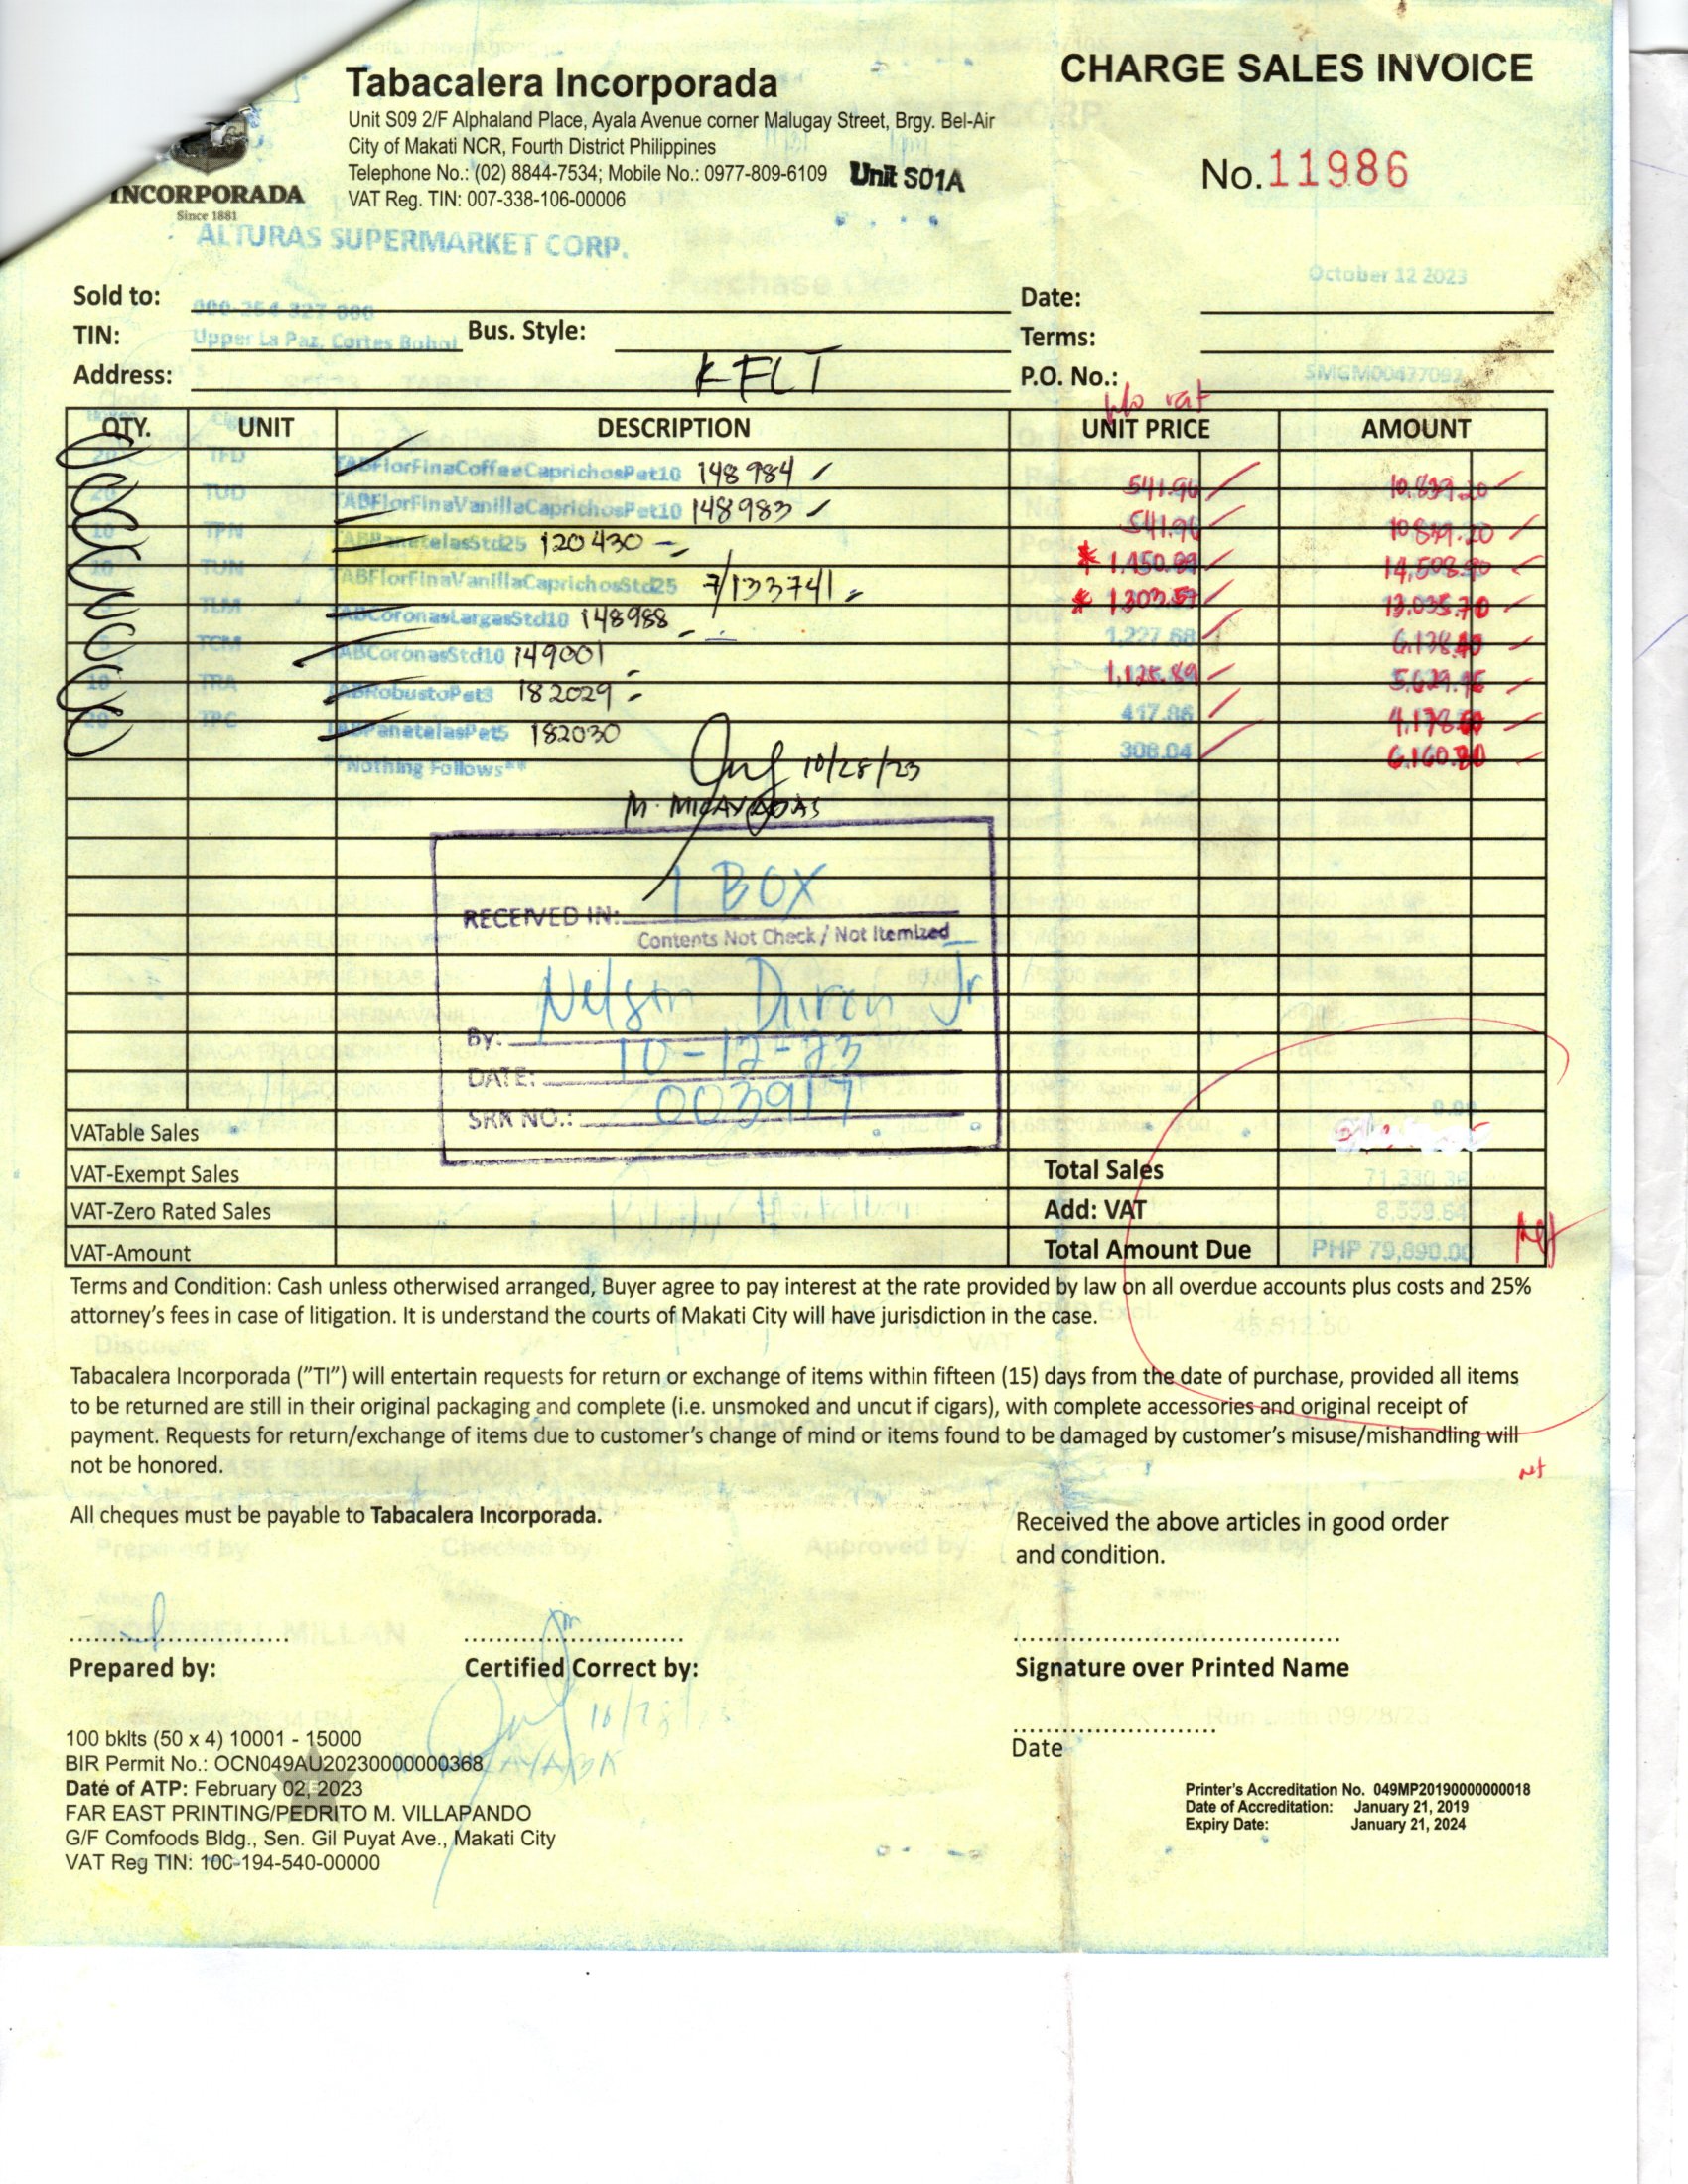 Tabacalera Incorporada
CHARGE SALES INVOICE
Unit S09 2/F Alphaland Place, Ayala Avenue corner Malugay Street, Brgy. Bel-Air
City of Makati NCR, Fourth District Philippines
Telephone No.: (02) 8844-7534; Mobile No.: 0977-809-6109 Unit S01A
No.11986
VAT Reg. TIN: 007-338-106-00006
INCORPORADA
Since 1881
ALTURAS SUPERMARKET CORP.
October 12 2023
Sold to: Date:
TIN: Upper La Paz, Cortes Bohol Bus. Style: Terms:
Address: KFLT P.O. No.:
w/o vat
QTY. UNIT DESCRIPTION UNIT PRICE AMOUNT
20 TFD TABFlorFinaCoffeeCaprichosPet10 148984 541.96 10,839.20
20 TUD TABFlorFinaVanillaCaprichosPet10 148983 541.96 10,839.20
10 TPN TABPanetelasStd25 120430 1,450.89 14,508.90
10 TUN TABFlorFinaVanillaCaprichosStd25 7/133741 1,303.57 13,035.70
TLM TABCoronasLargasStd10 148988 1,227.68 6,138.40
5 TCM TABCoronasStd10 149001 1,125.89
10 TRA TABRobustoPet3 182029 417.86
20 TPC TABPanetelasPet5 182030 308.04 6,160.80
**Nothing Follows**
10/28/23
1 BOX
RECEIVED IN:
Contents Not Check / Not Itemized
Nelson Duron Jr
By:
10-12-23
DATE:
003917
SRR NO.:
0.00
VATable Sales
VAT-Exempt Sales Total Sales 71,330.36
VAT-Zero Rated Sales Add: VAT 8,559.64
VAT-Amount Total Amount Due PHP 79,890.00 net
Terms and Condition: Cash unless otherwised arranged, Buyer agree to pay interest at the rate provided by law on all overdue accounts plus costs and 25%
attorney's fees in case of litigation. It is understand the courts of Makati City will have jurisdiction in the case.
Tabacalera Incorporada ("TI") will entertain requests for return or exchange of items within fifteen (15) days from the date of purchase, provided all items
to be returned are still in their original packaging and complete (i.e. unsmoked and uncut if cigars), with complete accessories and original receipt of
payment. Requests for return/exchange of items due to customer's change of mind or items found to be damaged by customer's misuse/mishandling will
not be honored.
net
All cheques must be payable to Tabacalera Incorporada.
Received the above articles in good order
and condition.
Prepared by: Certified Correct by: Signature over Printed Name
Date
100 bklts (50 x 4) 10001 - 15000
BIR Permit No.: OCN049AU20230000000368
Date of ATP: February 02, 2023
FAR EAST PRINTING/PEDRITO M. VILLAPANDO
G/F Comfoods Bldg., Sen. Gil Puyat Ave., Makati City
VAT Reg TIN: 100-194-540-00000
Printer's Accreditation No. 049MP20190000000018
Date of Accreditation: January 21, 2019
Expiry Date: January 21, 2024